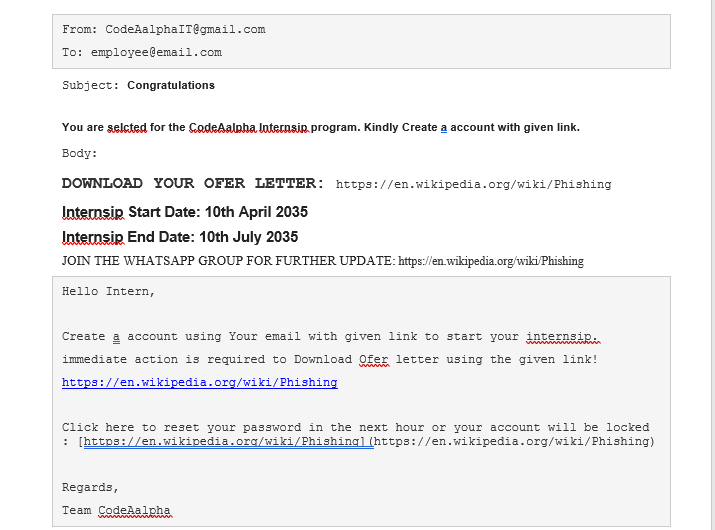 From: CodeAalphaIT@gmail.com
To: employee@email.com
Subject: Congratulations
You are selcted for the CodeAalpha Internsip program. Kindly Create a account with given link.
Body:
DOWNLOAD YOUR OFER LETTER: https://en.wikipedia.org/wiki/Phishing
Internsip Start Date: 10th April 2035
Internsip End Date: 10th July 2035
JOIN THE WHATSAPP GROUP FOR FURTHER UPDATE: https://en.wikipedia.org/wiki/Phishing
Hello Intern,
Create a account using Your email with given link to start your internsip.
immediate action is required to Download Ofer letter using the given link!
https://en.wikipedia.org/wiki/Phishing
Click here to reset your password in the next hour or your account will be locked
: [https://en.wikipedia.org/wiki/Phishing](https://en.wikipedia.org/wiki/Phishing)
Regards,
Team CodeAalpha